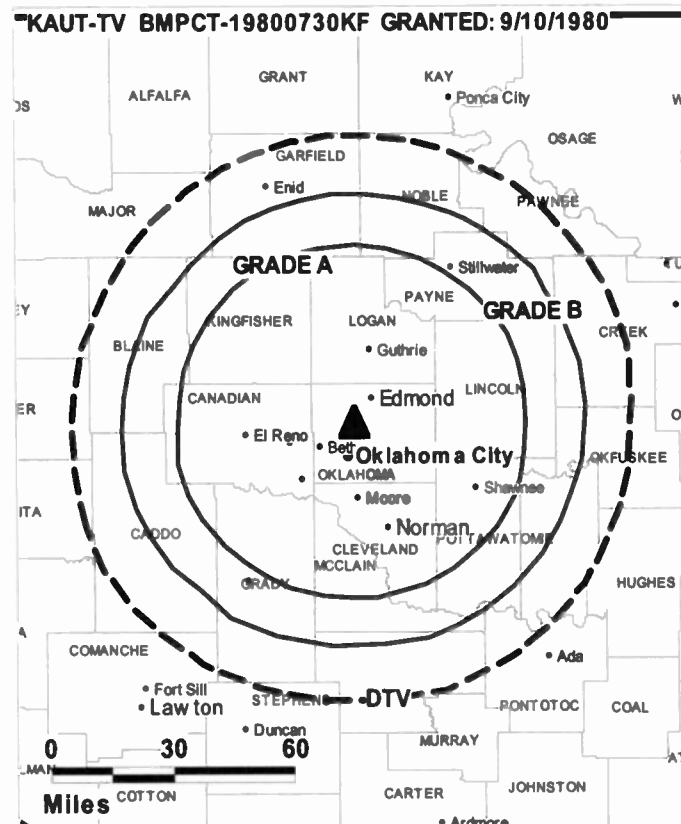 KAUT-TV BMPCT-19800730KF GRANTED: 9/10/1980
GRANT
KAY
ALFALFA
Ponca City
OSAGE
GARFIELD
Enid
NOBLE
PAWNEE
MAJOR
GRADE A
Stillwater
PAYNE
GRADE B
KINGFISHER
LOGAN
CREEK
BLAINE
Guthrie
LINCOLN
CANADIAN
Edmond
El Reno
Beth
Oklahoma City
OKFUSKEE
OKLAHOMA
Shawnee
Moore
Norman
CADDO
POTTAWATOMIE
CLEVELAND
MCCLAIN
GRADY
HUGHES
COMANCHE
Ada
Fort Sill
STEPHENS
DTV
Lawton
PONTOTOC
COAL
Duncan
MURRAY
0 30 60
Miles
COTTON
CARTER
JOHNSTON
Ardmore